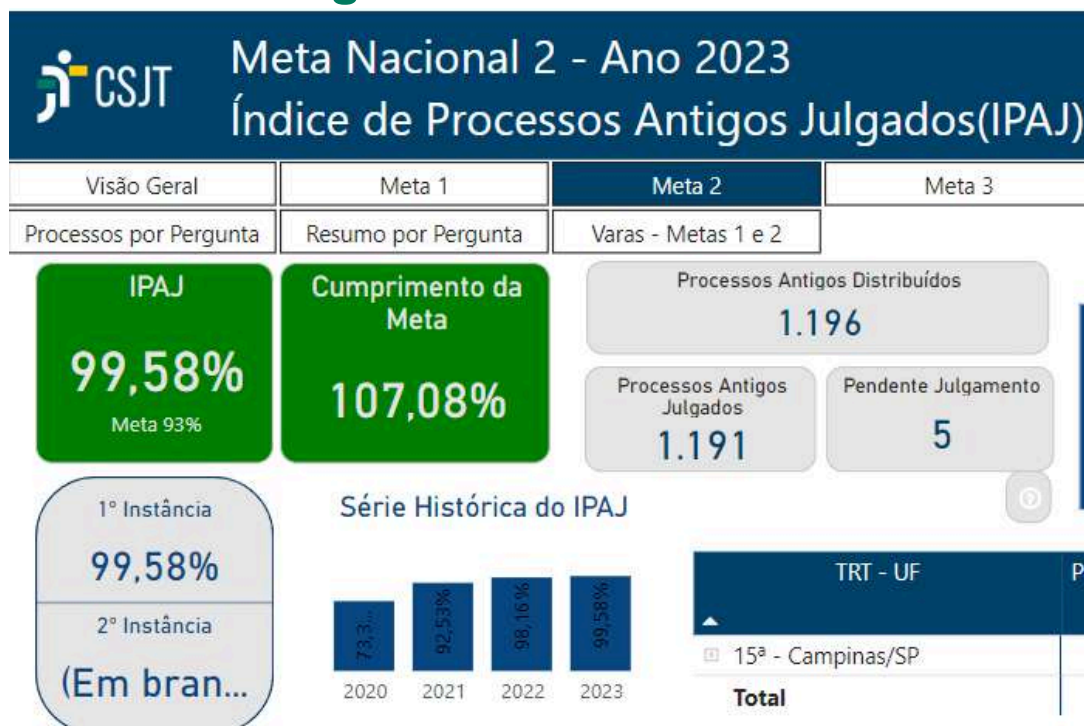 CSJT
Meta Nacional 2 - Ano 2023
Índice de Processos Antigos Julgados(IPAJ)
Visão Geral
Meta 1
Meta 2
Meta 3
Processos por Pergunta
Resumo por Pergunta
Varas - Metas 1 e 2
IPAJ
99,58%
Meta 93%
Cumprimento da
Meta
107,08%
Processos Antigos Distribuídos
1.196
Processos Antigos
Julgados
1.191
Pendente Julgamento
5
1° Instância
99,58%
2° Instância
(Em bran...
Série Histórica do IPAJ
73,3...
92,53%
98,16%
99,58%
2020
2021
2022
2023
TRT - UF
P
15ª - Campinas/SP
Total